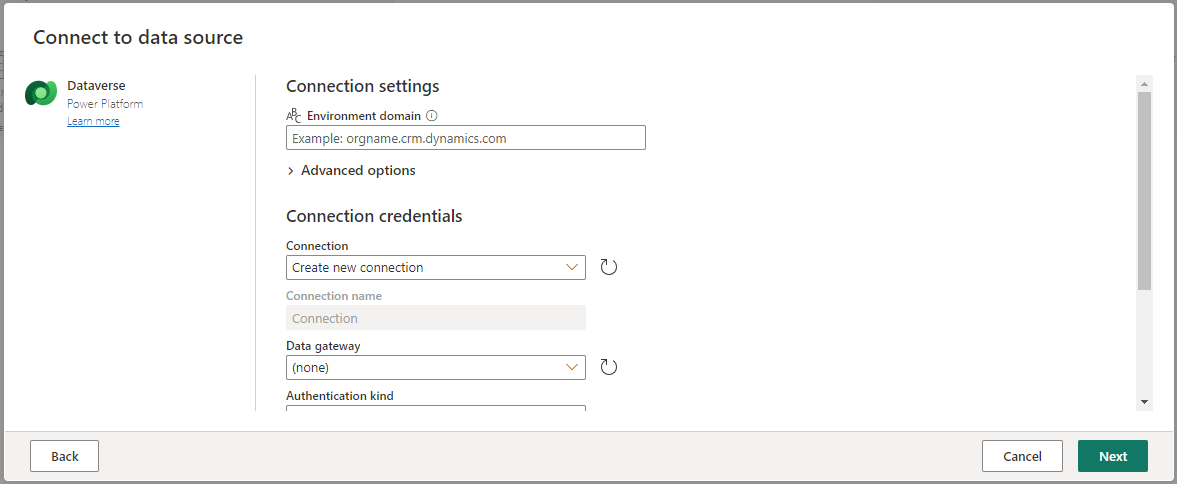 Connect to data source
Dataverse
Power Platform
Learn more
Connection settings
ABC Environment domain
Example: orgname.crm.dynamics.com
Advanced options
Connection credentials
Connection
Create new connection
Connection name
Connection
Data gateway
(none)
Authentication kind
Back
Cancel
Next